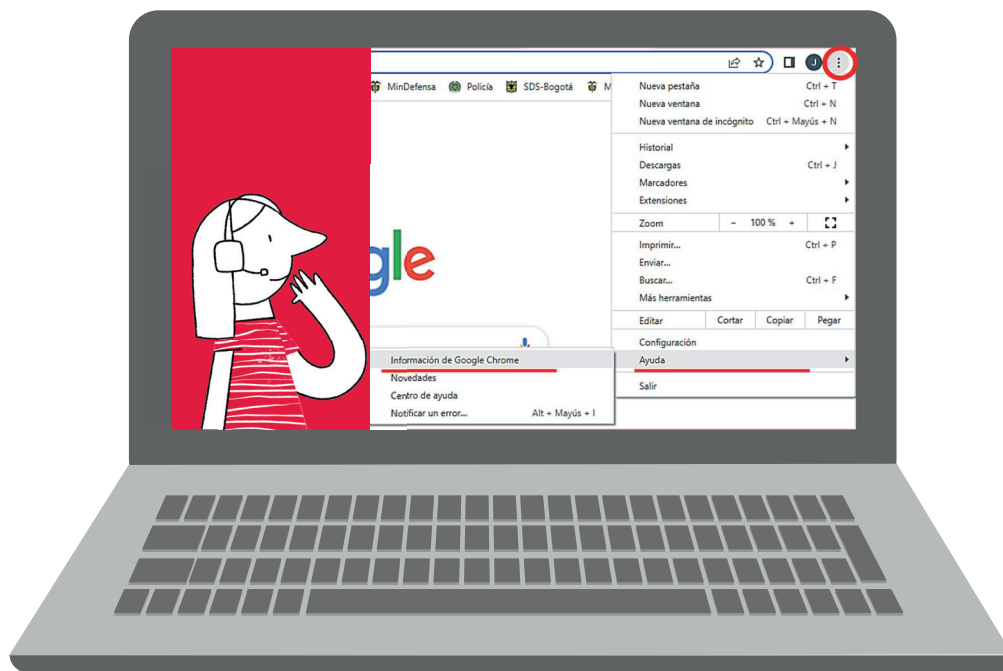 J
MinDefensa Policía SDS-Bogotá M
gle
Nueva pestaña Ctrl + T
Nueva ventana Ctrl + N
Nueva ventana de incógnito Ctrl + Mayús + N
Historial
Descargas Ctrl + J
Marcadores
Extensiones
Zoom - 100 % +
Imprimir... Ctrl + P
Enviar...
Buscar... Ctrl + F
Más herramientas
Editar Cortar Copiar Pegar
Configuración
Ayuda
Salir
Información de Google Chrome
Novedades
Centro de ayuda
Notificar un error... Alt + Mayús + I